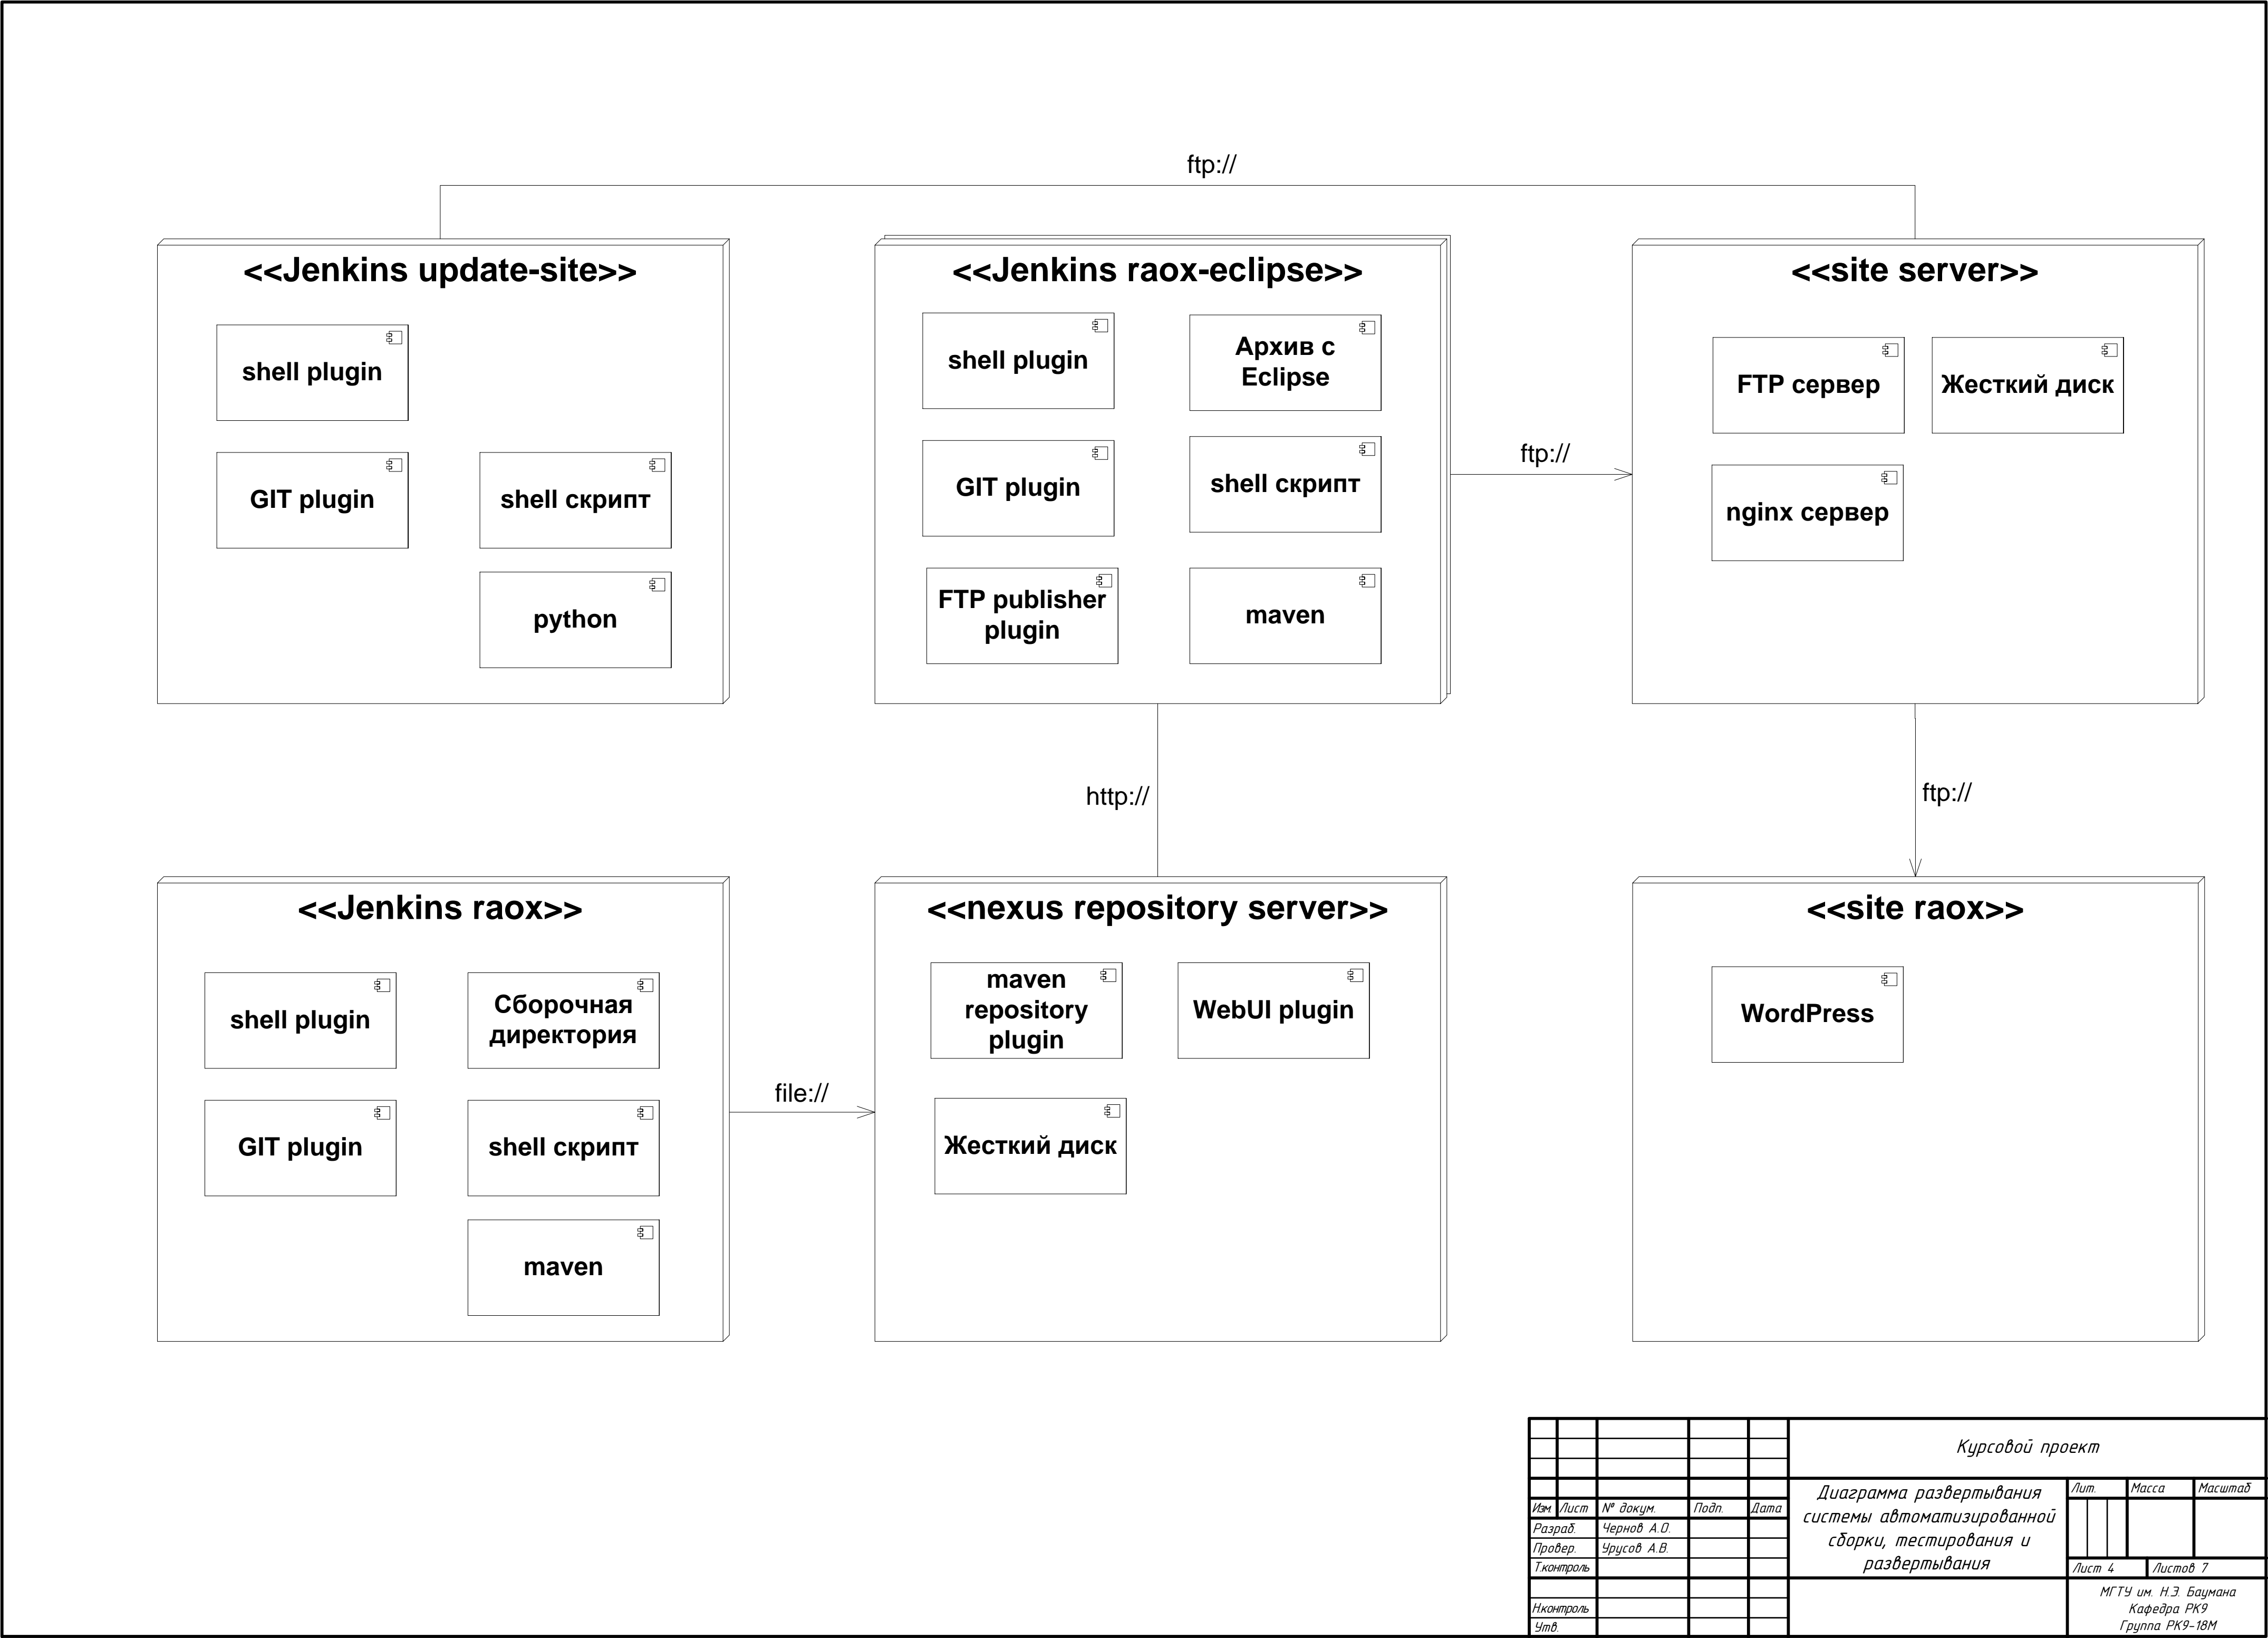 ftp://
<<Jenkins update-site>>
shell plugin
GIT plugin
shell скрипт
python
<<Jenkins raox-eclipse>>
shell plugin
Архив с
Eclipse
GIT plugin
shell скрипт
FTP publisher
plugin
maven
ftp://
<<site server>>
FTP сервер
Жесткий диск
nginx сервер
http://
ftp://
<<Jenkins raox>>
shell plugin
Сборочная
директория
GIT plugin
shell скрипт
maven
file://
<<nexus repository server>>
maven
repository
plugin
WebUI plugin
Жесткий диск
<<site raox>>
WordPress
Курсовой проект
Изм. Лист № докум. Подп. Дата
Разраб. Чернов А.О.
Провер. Урусов А.В.
Т.контроль
Н.контроль
Утв.
Диаграмма развертывания
системы автоматизированной
сборки, тестирования и
развертывания
Лит. Масса Масштаб
Лист 4 Листов 7
МГТУ им. Н.Э. Баумана
Кафедра РК9
Группа РК9-18М